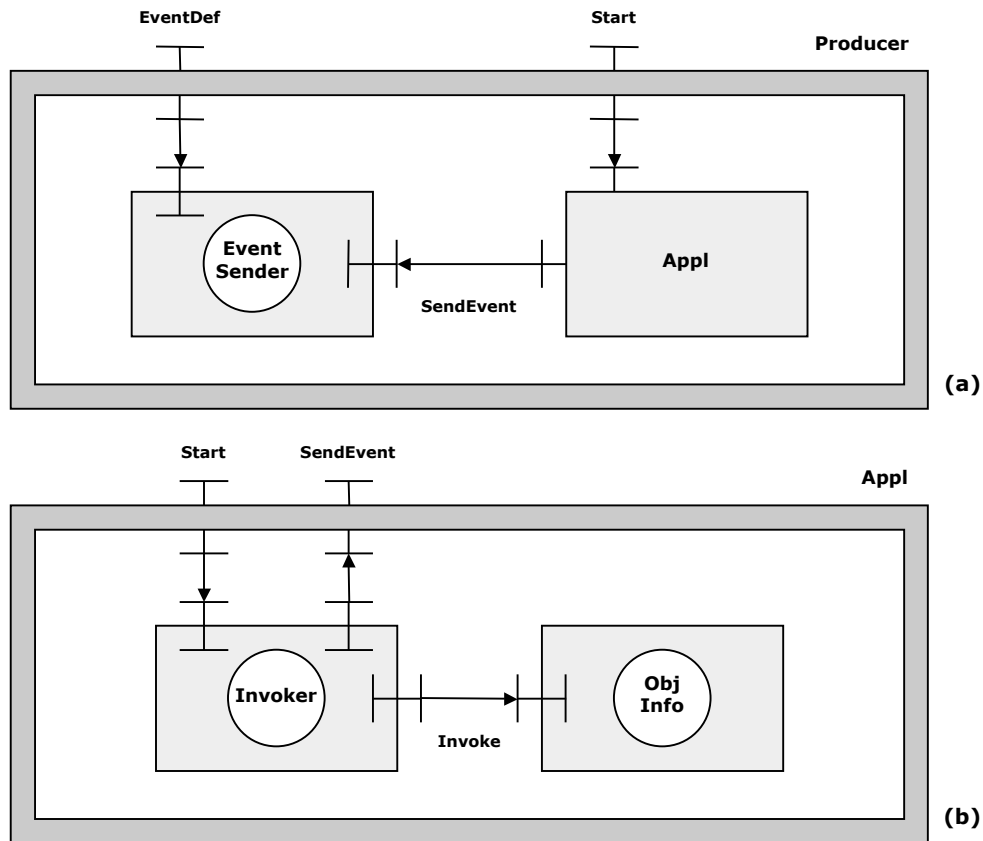 EventDef
Start
Producer
Event
Sender
Appl
SendEvent
(a)
Start
SendEvent
Appl
Invoker
Obj
Info
Invoke
(b)